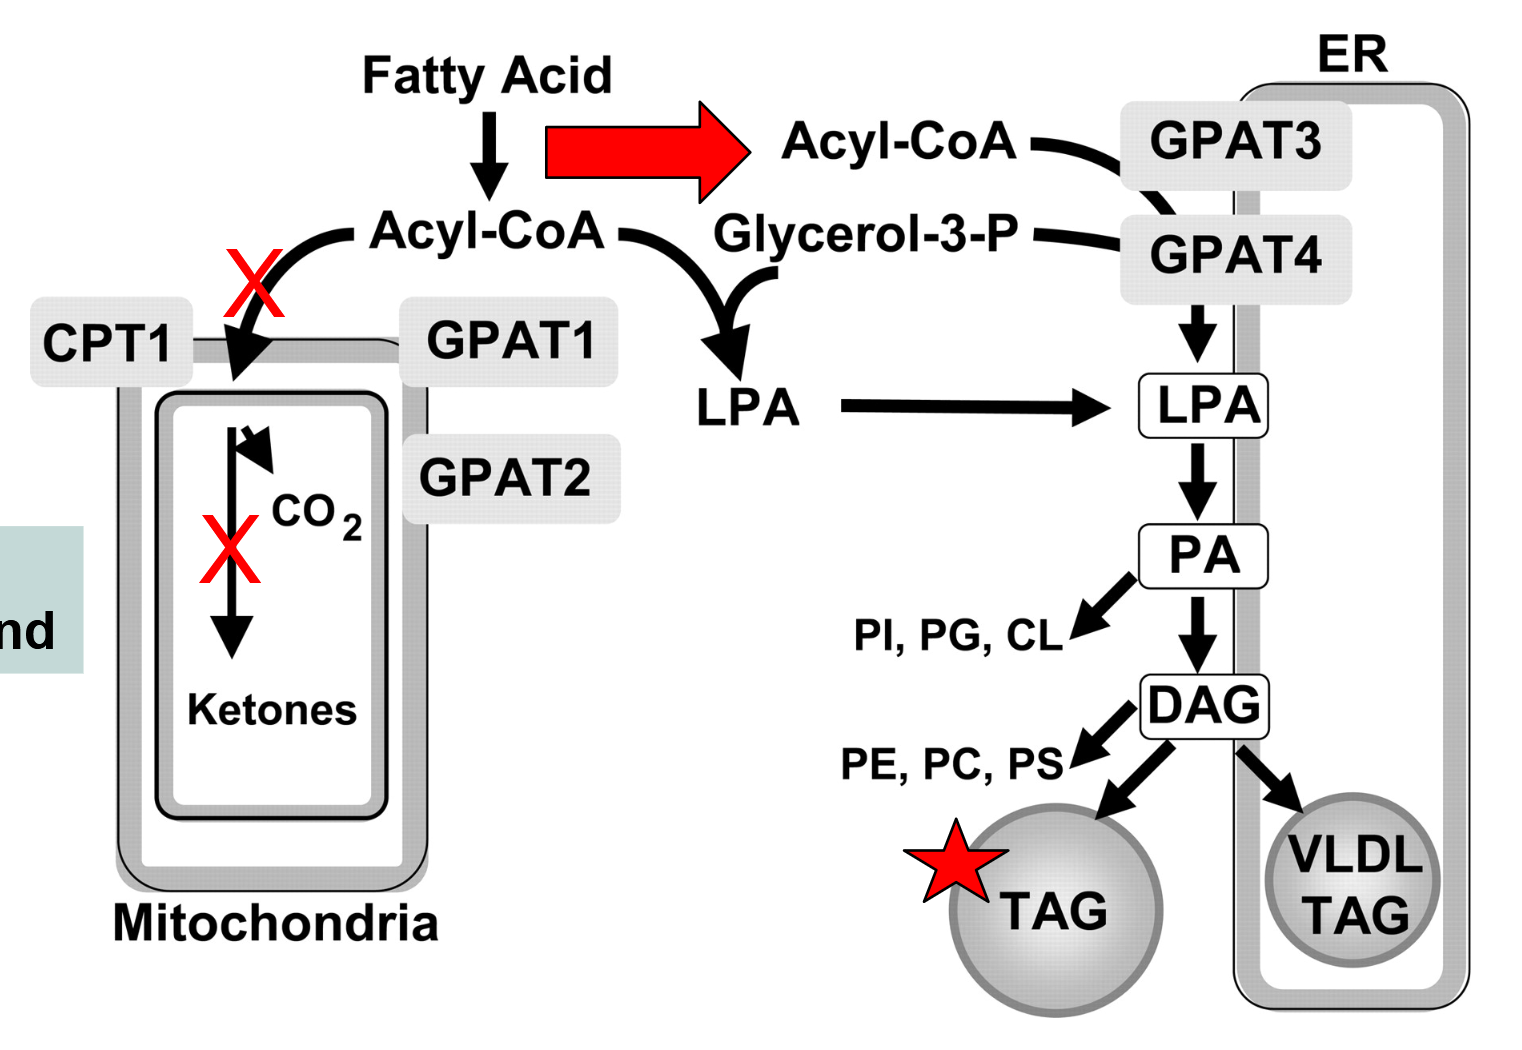 ER
Fatty Acid
Acyl-CoA
GPAT3
Acyl-CoA
Glycerol-3-P
GPAT4
X
CPT1
GPAT1
LPA
LPA
GPAT2
CO2
X
PA
nd
PI, PG, CL
Ketones
DAG
PE, PC, PS
VLDL
TAG
TAG
Mitochondria